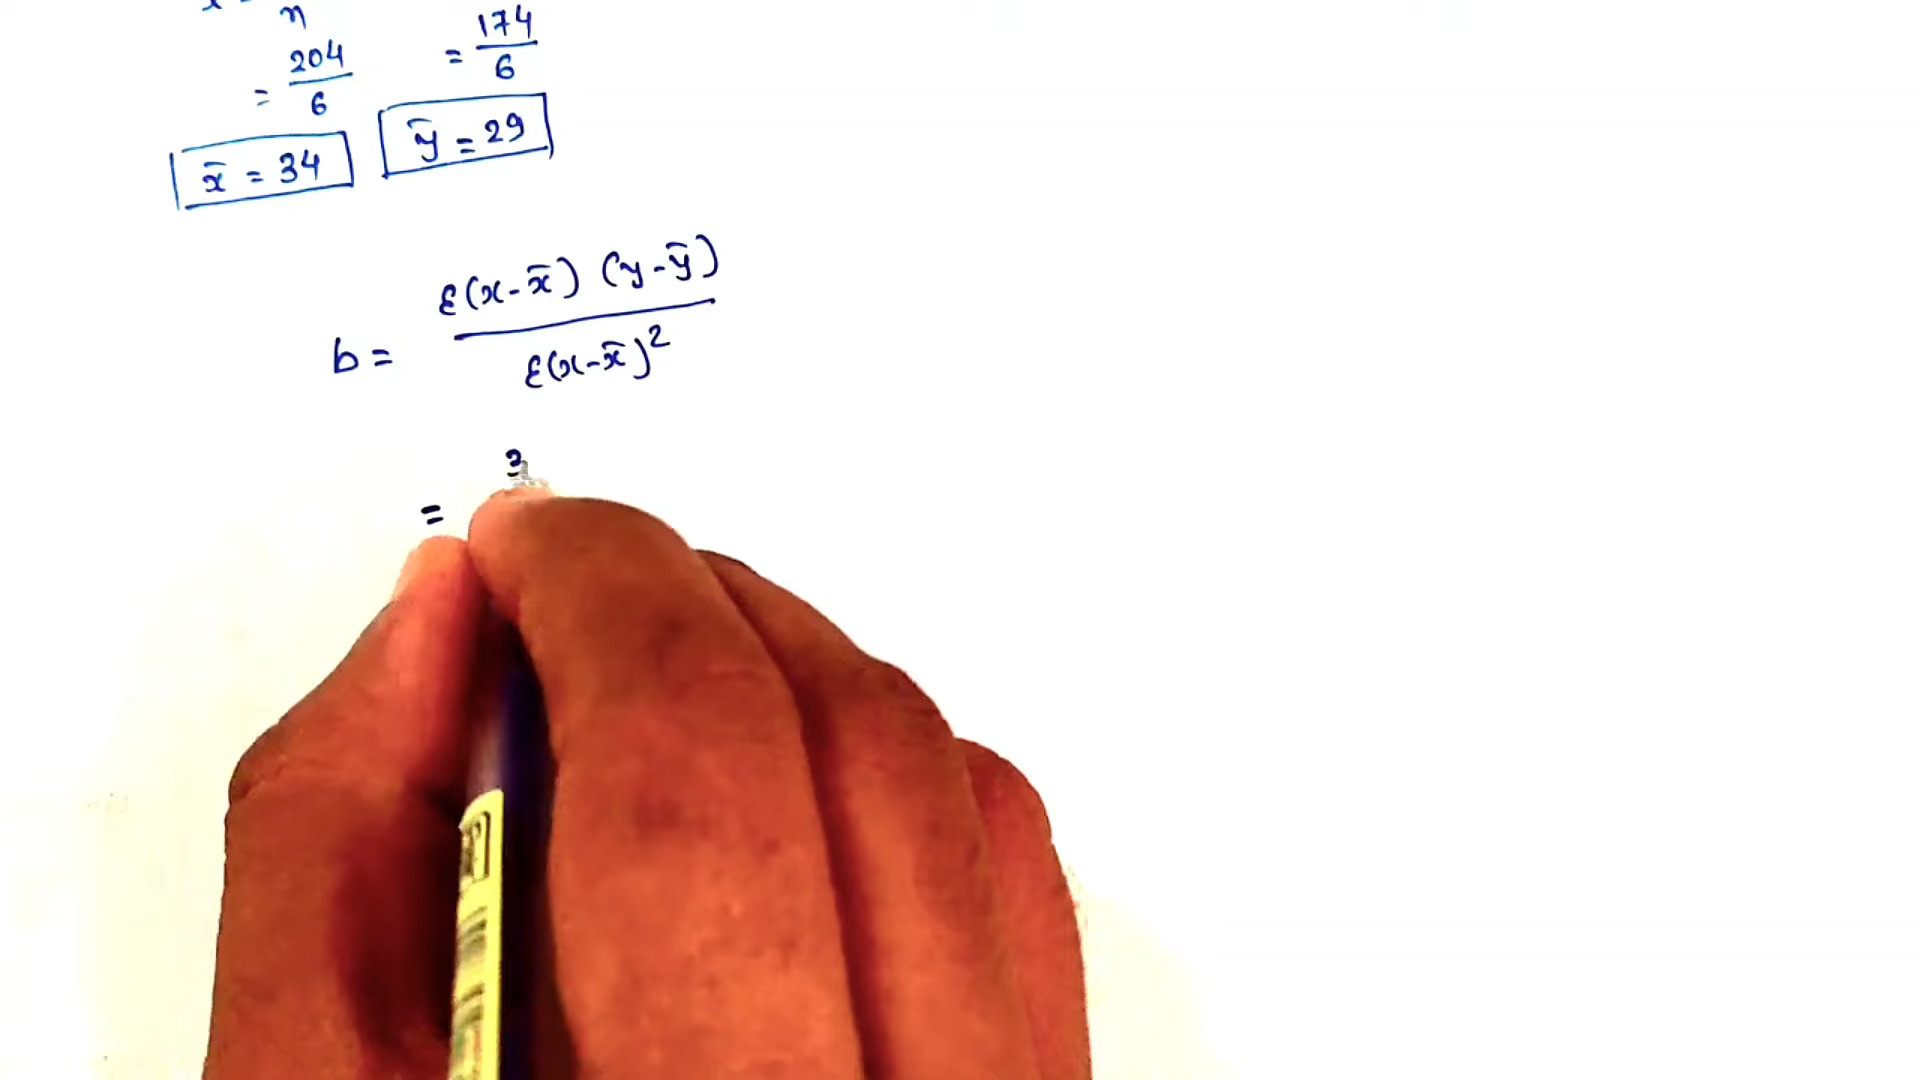 n
= 204/6 = 174/6
x̄ = 34 ȳ = 29
b = Ɛ(x-x̄) (y-ȳ) / Ɛ(x-x̄)²
=